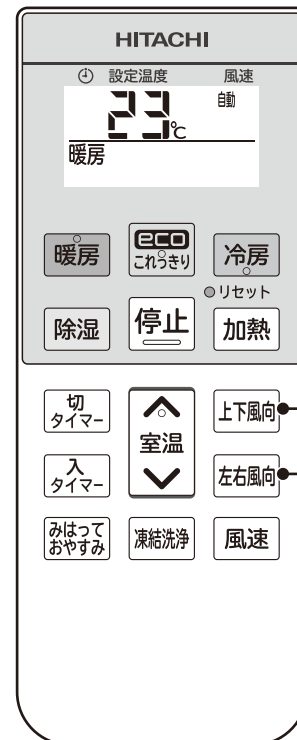 HITACHI
設定温度 風速
23℃ 自動
暖房
暖房 eco これっきり 冷房
リセット
除湿 停止 加熱
切タイマー 上下風向
室温
入タイマー 左右風向
みはっておやすみ 凍結洗浄 風速